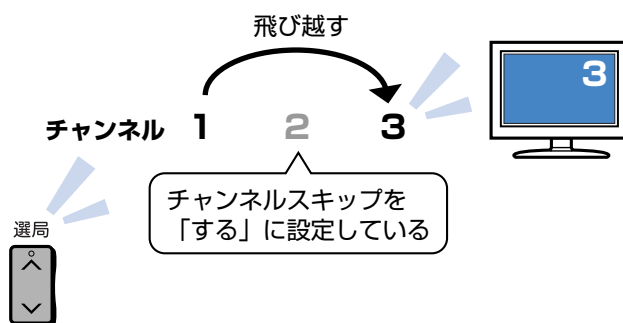 飛び越す
3
チャンネル 1 2 3
チャンネルスキップを
「する」に設定している
選局